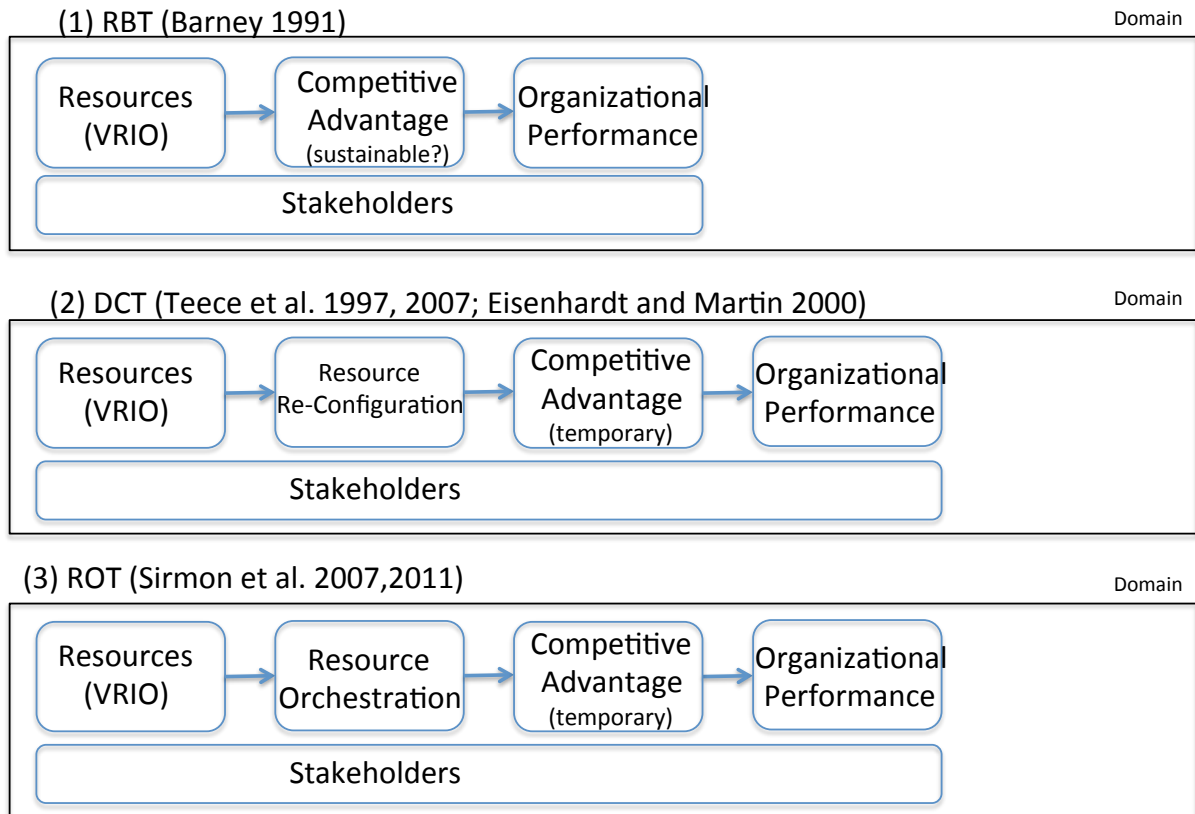 (1) RBT (Barney 1991)
Domain
Resources
(VRIO)
Competitive
Advantage
(sustainable?)
Organizational
Performance
Stakeholders
(2) DCT (Teece et al. 1997, 2007; Eisenhardt and Martin 2000)
Domain
Resources
(VRIO)
Resource
Re-Configuration
Competitive
Advantage
(temporary)
Organizational
Performance
Stakeholders
(3) ROT (Sirmon et al. 2007,2011)
Domain
Resources
(VRIO)
Resource
Orchestration
Competitive
Advantage
(temporary)
Organizational
Performance
Stakeholders